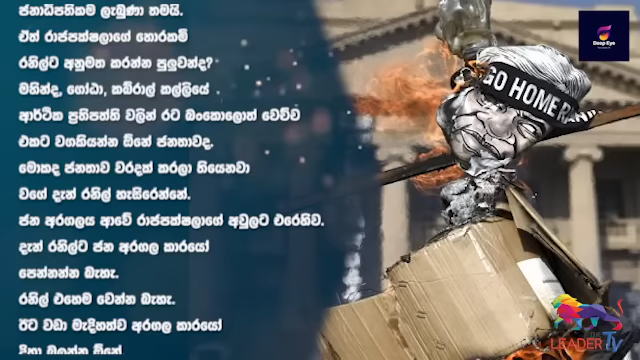 ජනාධිපතිකම ලැබුණා තමයි.
ඒත් රාජපක්ෂලාගේ හොරකම්
රනිල්ට අනුමත කරන්න පුලුවන්ද?
මහින්ද, ගෝඨා, කබ්රාල් කල්ලියේ
ආර්ථික ප්‍රතිපත්ති වලින් රට බංකොලොත් වෙච්ච
එකට වගකියන්න ඕනේ ජනතාවද.
මොකද ජනතාව වරදක් කරලා තියෙනවා
වගේ දැන් රනිල් හැසිරෙන්නේ.
ජන අරගලය ආවේ රාජපක්ෂලාගේ අවුලට එරෙහිව.
දැන් රනිල්ට ජන අරගල කාරයෝ
පෙන්නන්න බැහැ.
රනිල් එහෙම වෙන්න බැහැ.
ඊට වඩා මැදිහත්ව අරගල කාරයෝ
දිහා බලන්න ඕනේ
GO HOME
Deep Eye
THE
LEADER TV